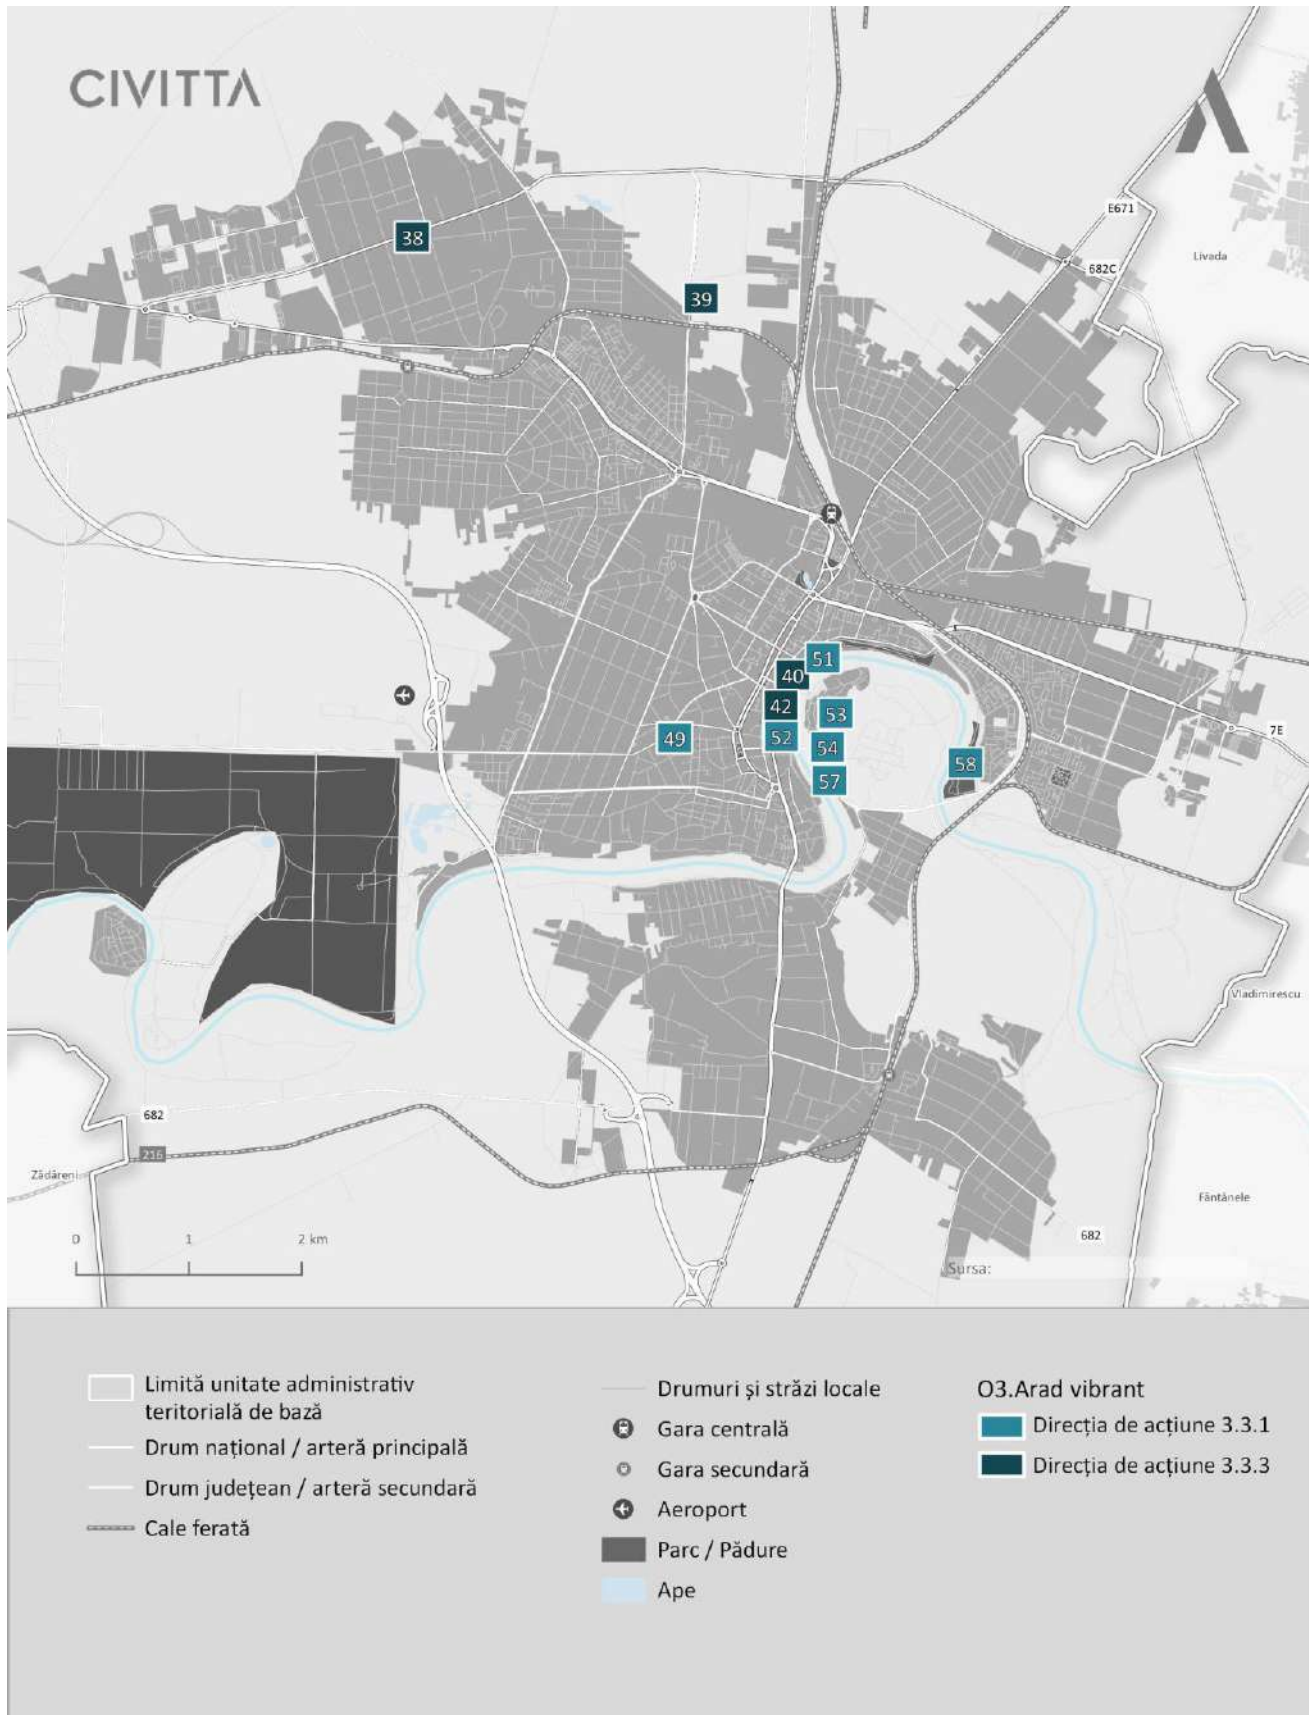 CIVITTA
E671
Livada
38
682C
39
51
40
42
53
7E
49
52
54
58
57
Vladimirescu
682
216
Zădăreni
Fântânele
682
0 1 2 km
Sursa:
Limită unitate administrativ
teritorială de bază
Drum național / arteră principală
Drum județean / arteră secundară
Cale ferată
Drumuri și străzi locale
Gara centrală
Gara secundară
Aeroport
Parc / Pădure
Ape
O3.Arad vibrant
Direcția de acțiune 3.3.1
Direcția de acțiune 3.3.3